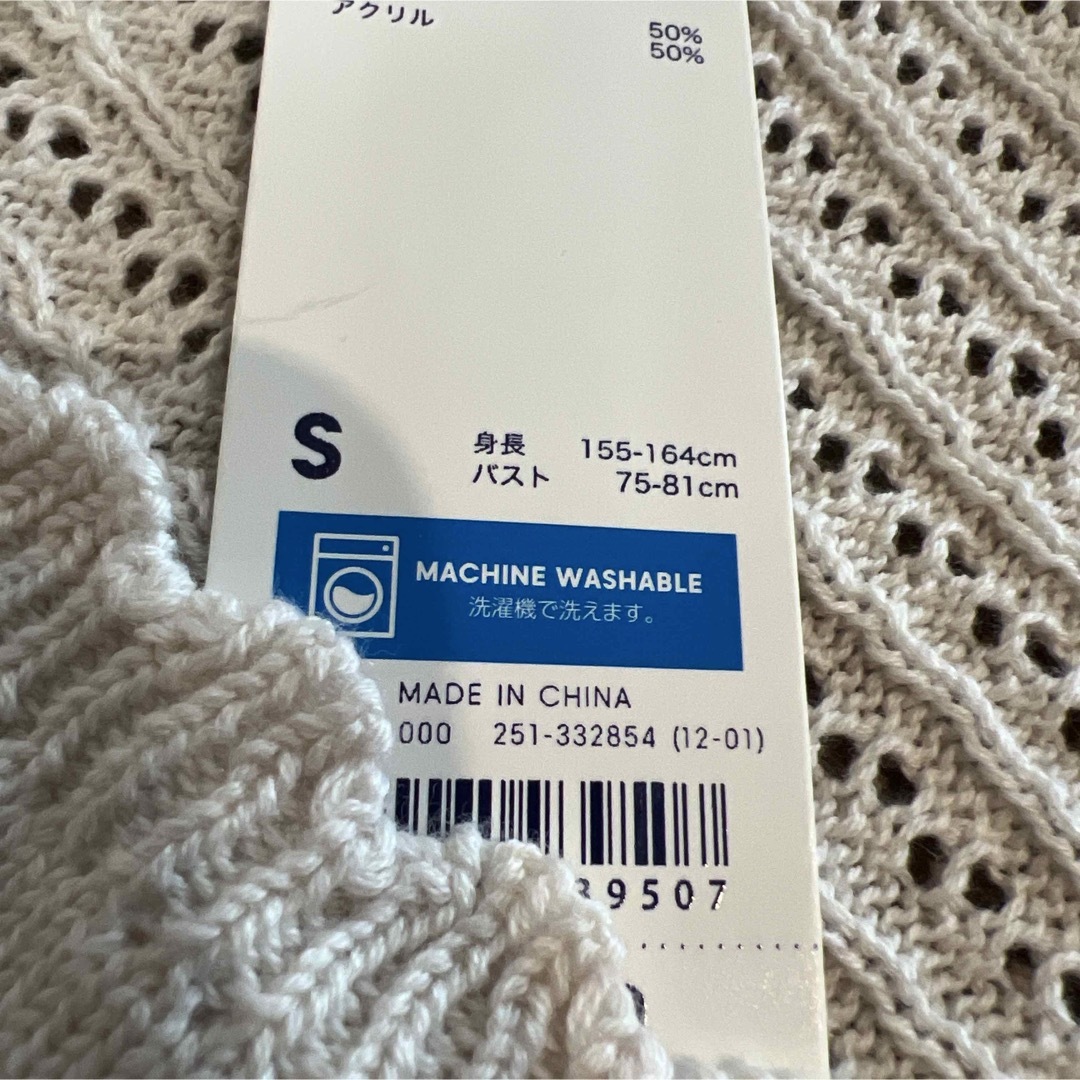 アクリル 50%
50%
S
身長 155-164cm
バスト 75-81cm
MACHINE WASHABLE
洗濯機で洗えます。
MADE IN CHINA
000 251-332854 (12-01)
9507